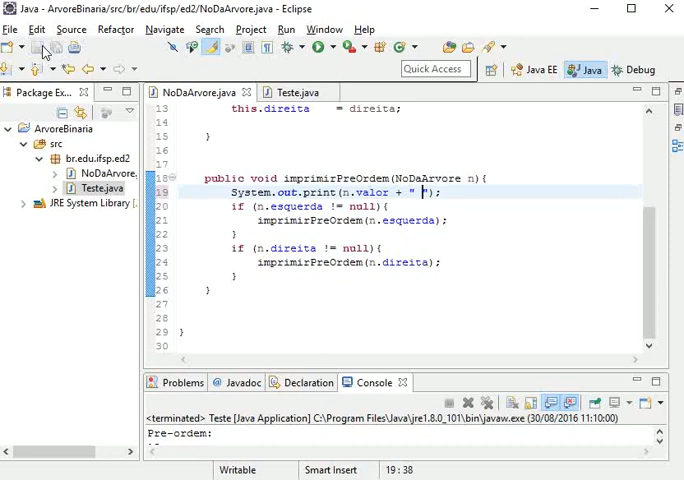 Java - ArvoreBinaria/src/br/edu/ifsp/ed2/NoDaArvore.java - Eclipse
File Edit Source Refactor Navigate Search Project Run Window Help
Quick Access Java EE Java Debug
Package Ex... NoDaArvore.java Teste.java
ArvoreBinaria
src
br.edu.ifsp.ed2
NoDaArvore.
Teste.java
JRE System Library [
13 this.direita = direita;
14
15 }
16
17
18 public void imprimirPreOrdem(NoDaArvore n){
19 System.out.print(n.valor + " ");
20 if (n.esquerda != null){
21 imprimirPreOrdem(n.esquerda);
22 }
23 if (n.direita != null){
24 imprimirPreOrdem(n.direita);
25 }
26 }
27
28
29 }
30
Problems @ Javadoc Declaration Console
<terminated> Teste [Java Application] C:\Program Files\Java\jre1.8.0_101\bin\javaw.exe (30/08/2016 11:10:00)
Pre-ordem:
Writable Smart Insert 19 : 38